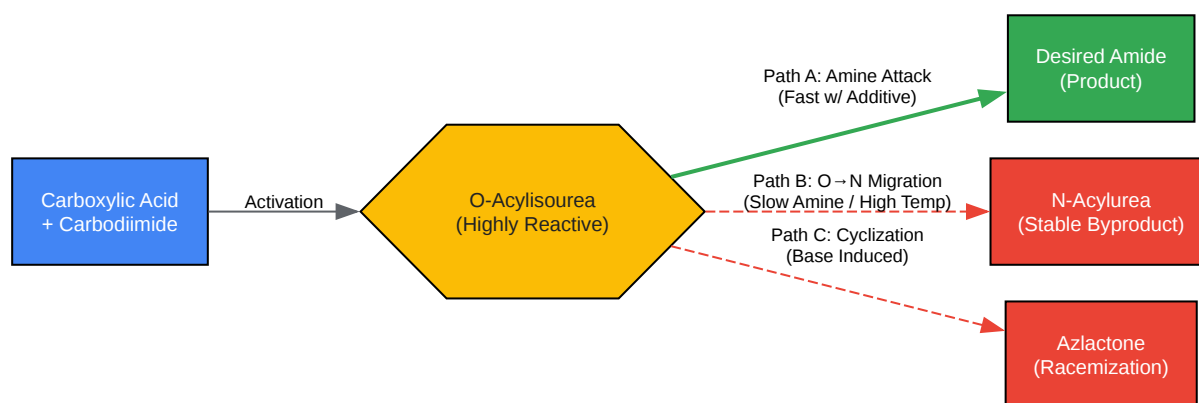 Carboxylic Acid
+ Carbodiimide
Activation
O-Acylisourea
(Highly Reactive)
Path A: Amine Attack
(Fast w/ Additive)
Desired Amide
(Product)
Path B: O→N Migration
(Slow Amine / High Temp)
N-Acylurea
(Stable Byproduct)
Path C: Cyclization
(Base Induced)
Azlactone
(Racemization)